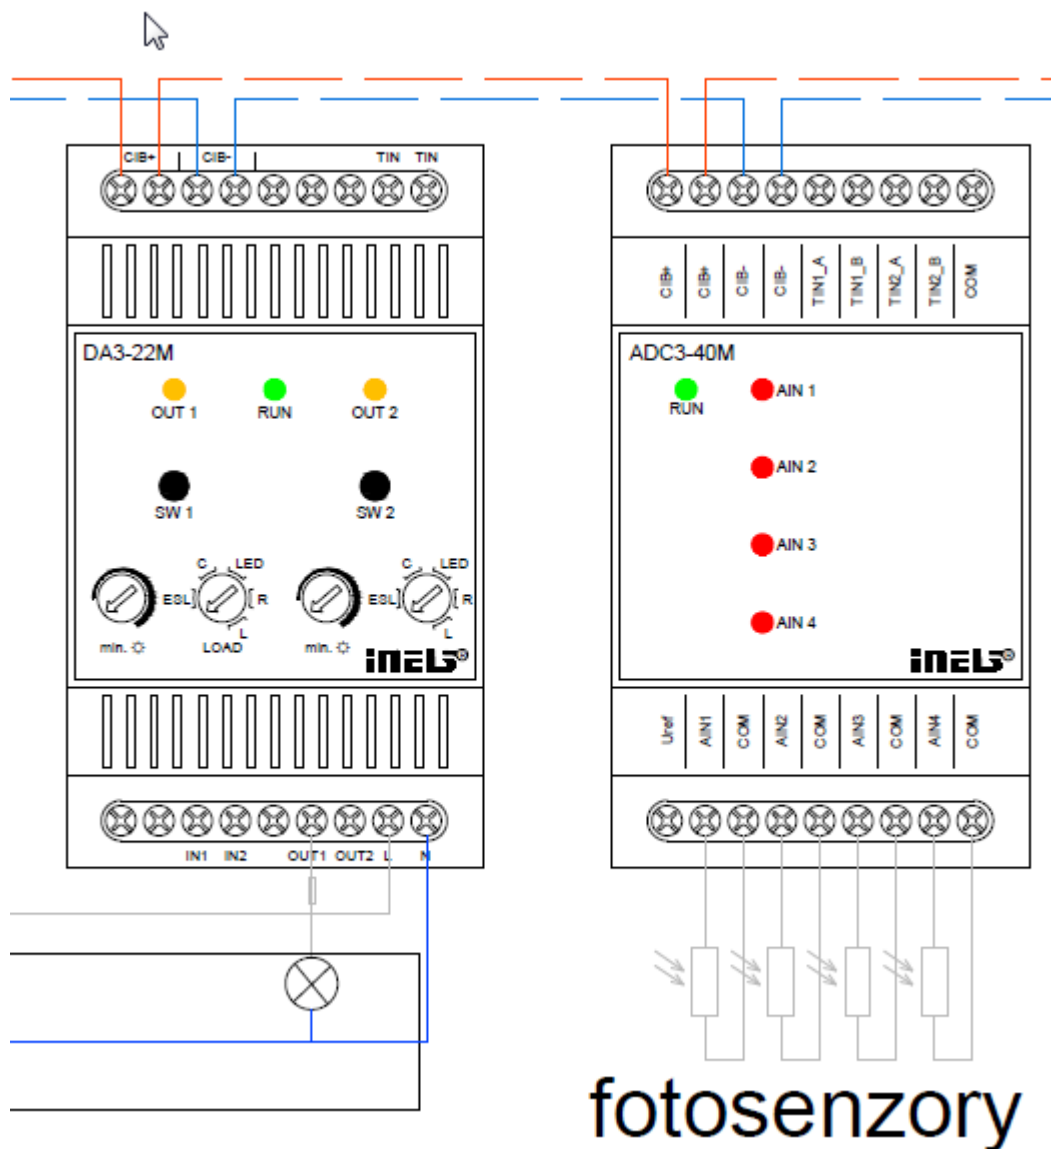 CIB+ CIB- TIN TIN
CIB+ CIB+ CIB- CIB- TIN1_A TIN1_B TIN2_A TIN2_B COM
DA3-22M
OUT 1 RUN OUT 2
SW 1 SW 2
C LED
ESL R
L
min. LOAD
C LED
ESL R
L
min.
iNELS®
IN1 IN2 OUT1 OUT2 L N
ADC3-40M
RUN
AIN 1
AIN 2
AIN 3
AIN 4
iNELS®
Uref AIN1 COM AIN2 COM AIN3 COM AIN4 COM
fotosenzory